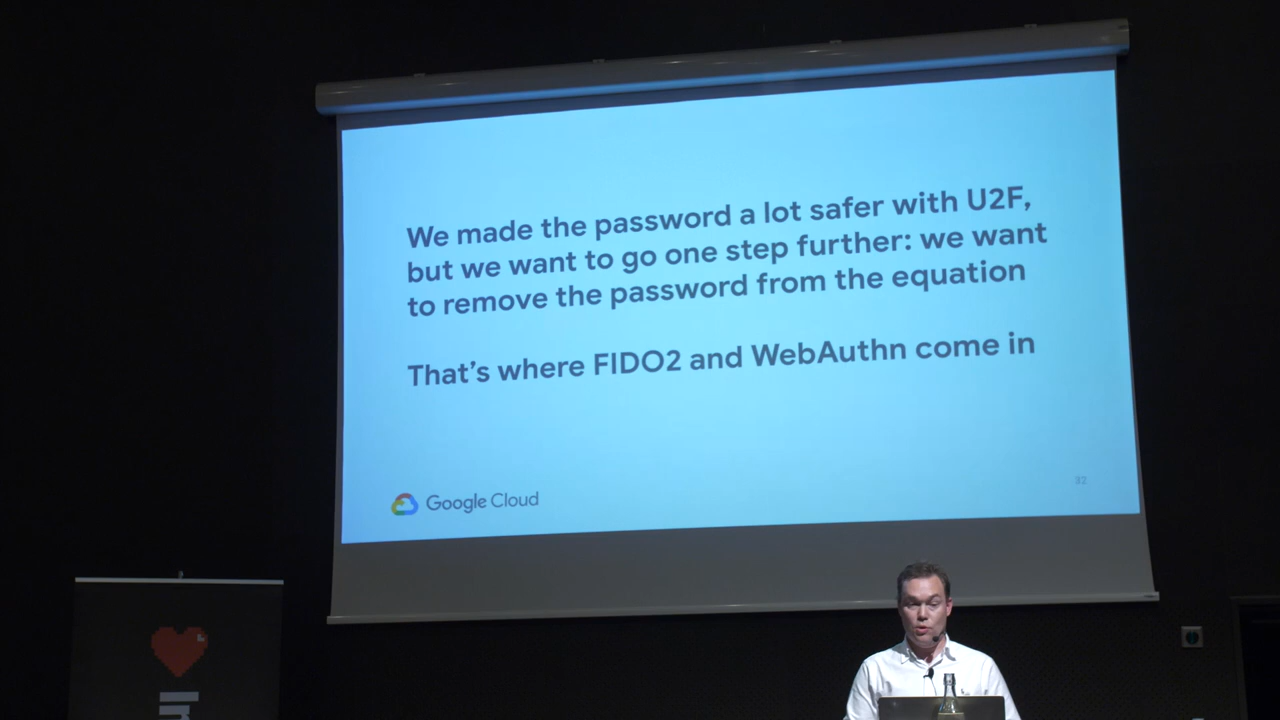 We made the password a lot safer with U2F,
but we want to go one step further: we want
to remove the password from the equation
That's where FIDO2 and WebAuthn come in
Google Cloud
32